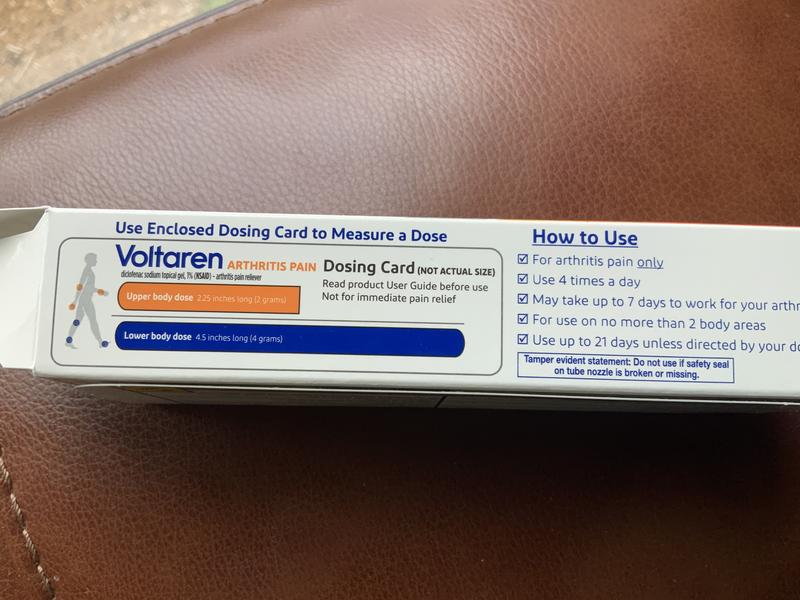 Use Enclosed Dosing Card to Measure a Dose
Voltaren ARTHRITIS PAIN
diclofenac sodium topical gel, 1% (NSAID) - arthritis pain reliever
Dosing Card (NOT ACTUAL SIZE)
Read product User Guide before use
Not for immediate pain relief
Upper body dose 2.25 inches long (2 grams)
Lower body dose 4.5 inches long (4 grams)
How to Use
For arthritis pain only
Use 4 times a day
May take up to 7 days to work for your arthr
For use on no more than 2 body areas
Use up to 21 days unless directed by your do
Tamper evident statement: Do not use if safety seal
on tube nozzle is broken or missing.